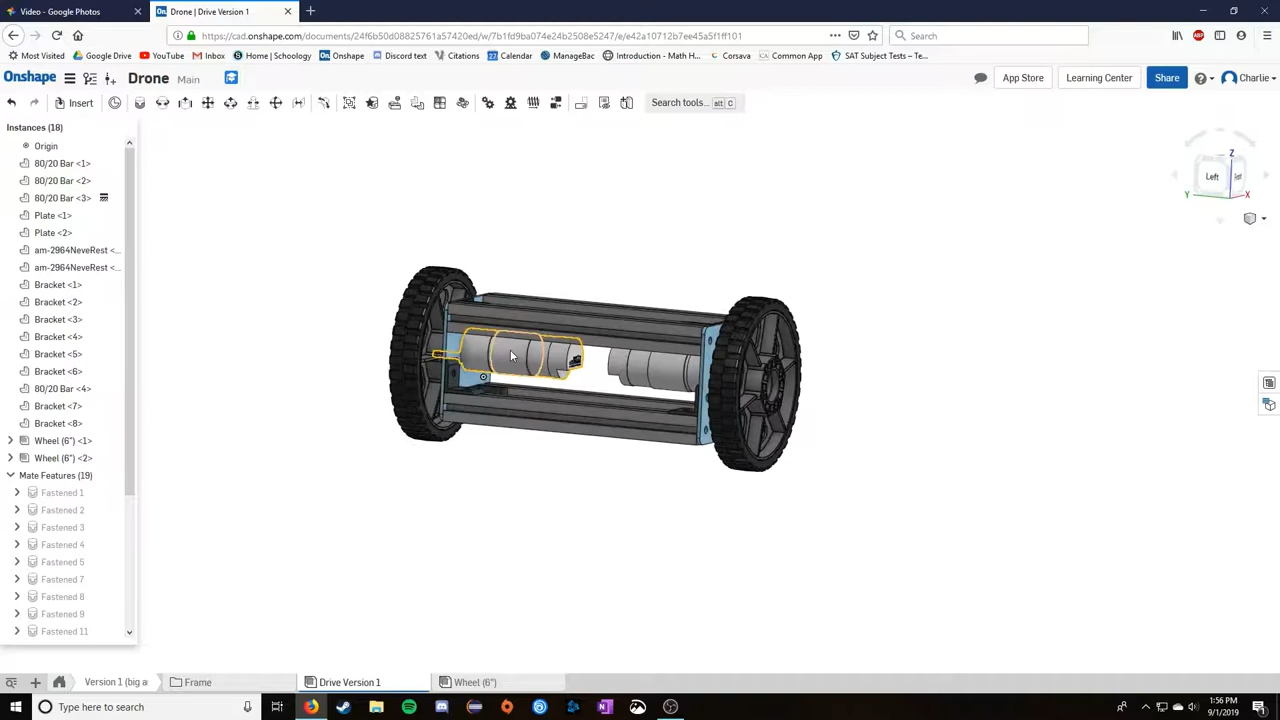 Video - Google Photos
On Drone | Drive Version 1
https://cad.onshape.com/documents/24f6b50d08825761a57420ed/w/7b1fd9ba074e24b2508e5247/e/e42a10712b7ee45a5f1ff101
Search
Most Visited
Google Drive
YouTube
Inbox
Home | Schoology
Onshape
Discord text
Citations
Calendar
ManageBac
Introduction - Math H...
Corsava
Common App
SAT Subject Tests – Te...
Onshape
Drone
Main
App Store
Learning Center
Share
Charlie
Insert
Search tools... alt C
Instances (18)
Origin
80/20 Bar <1>
80/20 Bar <2>
80/20 Bar <3>
Plate <1>
Plate <2>
am-2964NeveRest <...
am-2964NeveRest <...
Bracket <1>
Bracket <2>
Bracket <3>
Bracket <4>
Bracket <5>
Bracket <6>
80/20 Bar <4>
Bracket <7>
Bracket <8>
Wheel (6") <1>
Wheel (6") <2>
Mate Features (19)
Fastened 1
Fastened 2
Fastened 3
Fastened 4
Fastened 5
Fastened 7
Fastened 8
Fastened 9
Fastened 11
Z
Left
Y
X
Version 1 (big a
Frame
Drive Version 1
Wheel (6")
Type here to search
1:56 PM
9/1/2019